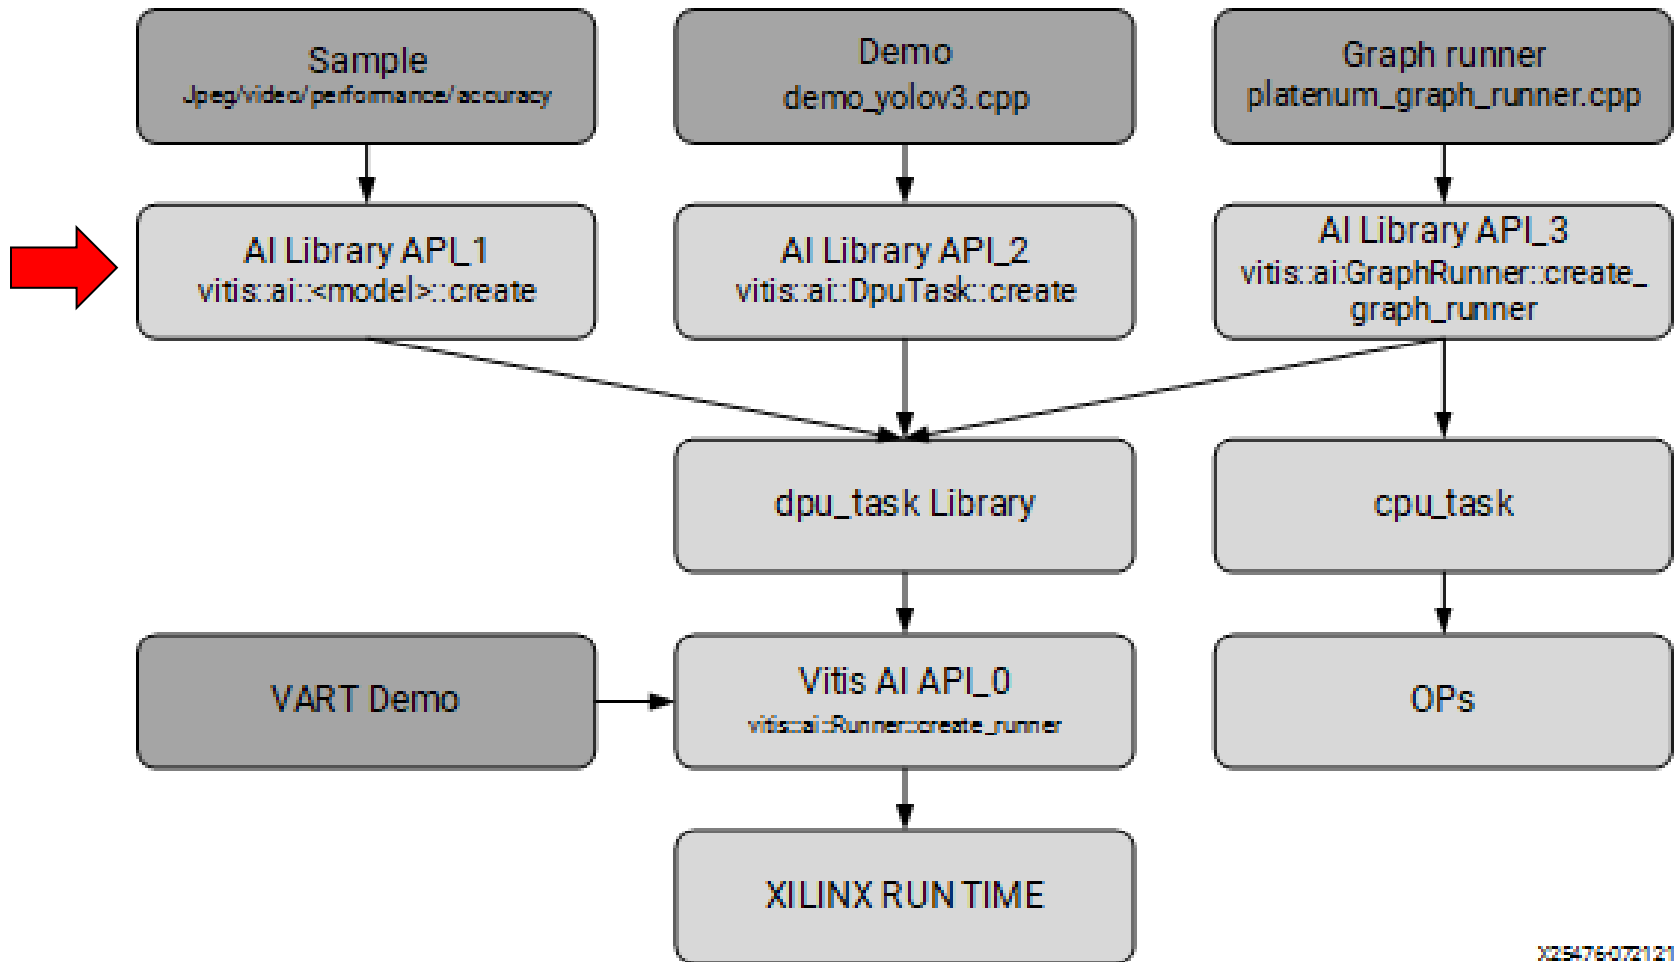 Sample
Jpeg/video/performance/accuracy
Demo
demo_yolov3.cpp
Graph runner
platenum_graph_runner.cpp
AI Library API_1
vitis::ai::<model>::create
AI Library API_2
vitis::ai::DpuTask::create
AI Library API_3
vitis::ai:GraphRunner::create_
graph_runner
dpu_task Library
cpu_task
VART Demo
Vitis AI API_0
vitis::ai::Runner::create_runner
OPs
XILINX RUN TIME
X25476-072121